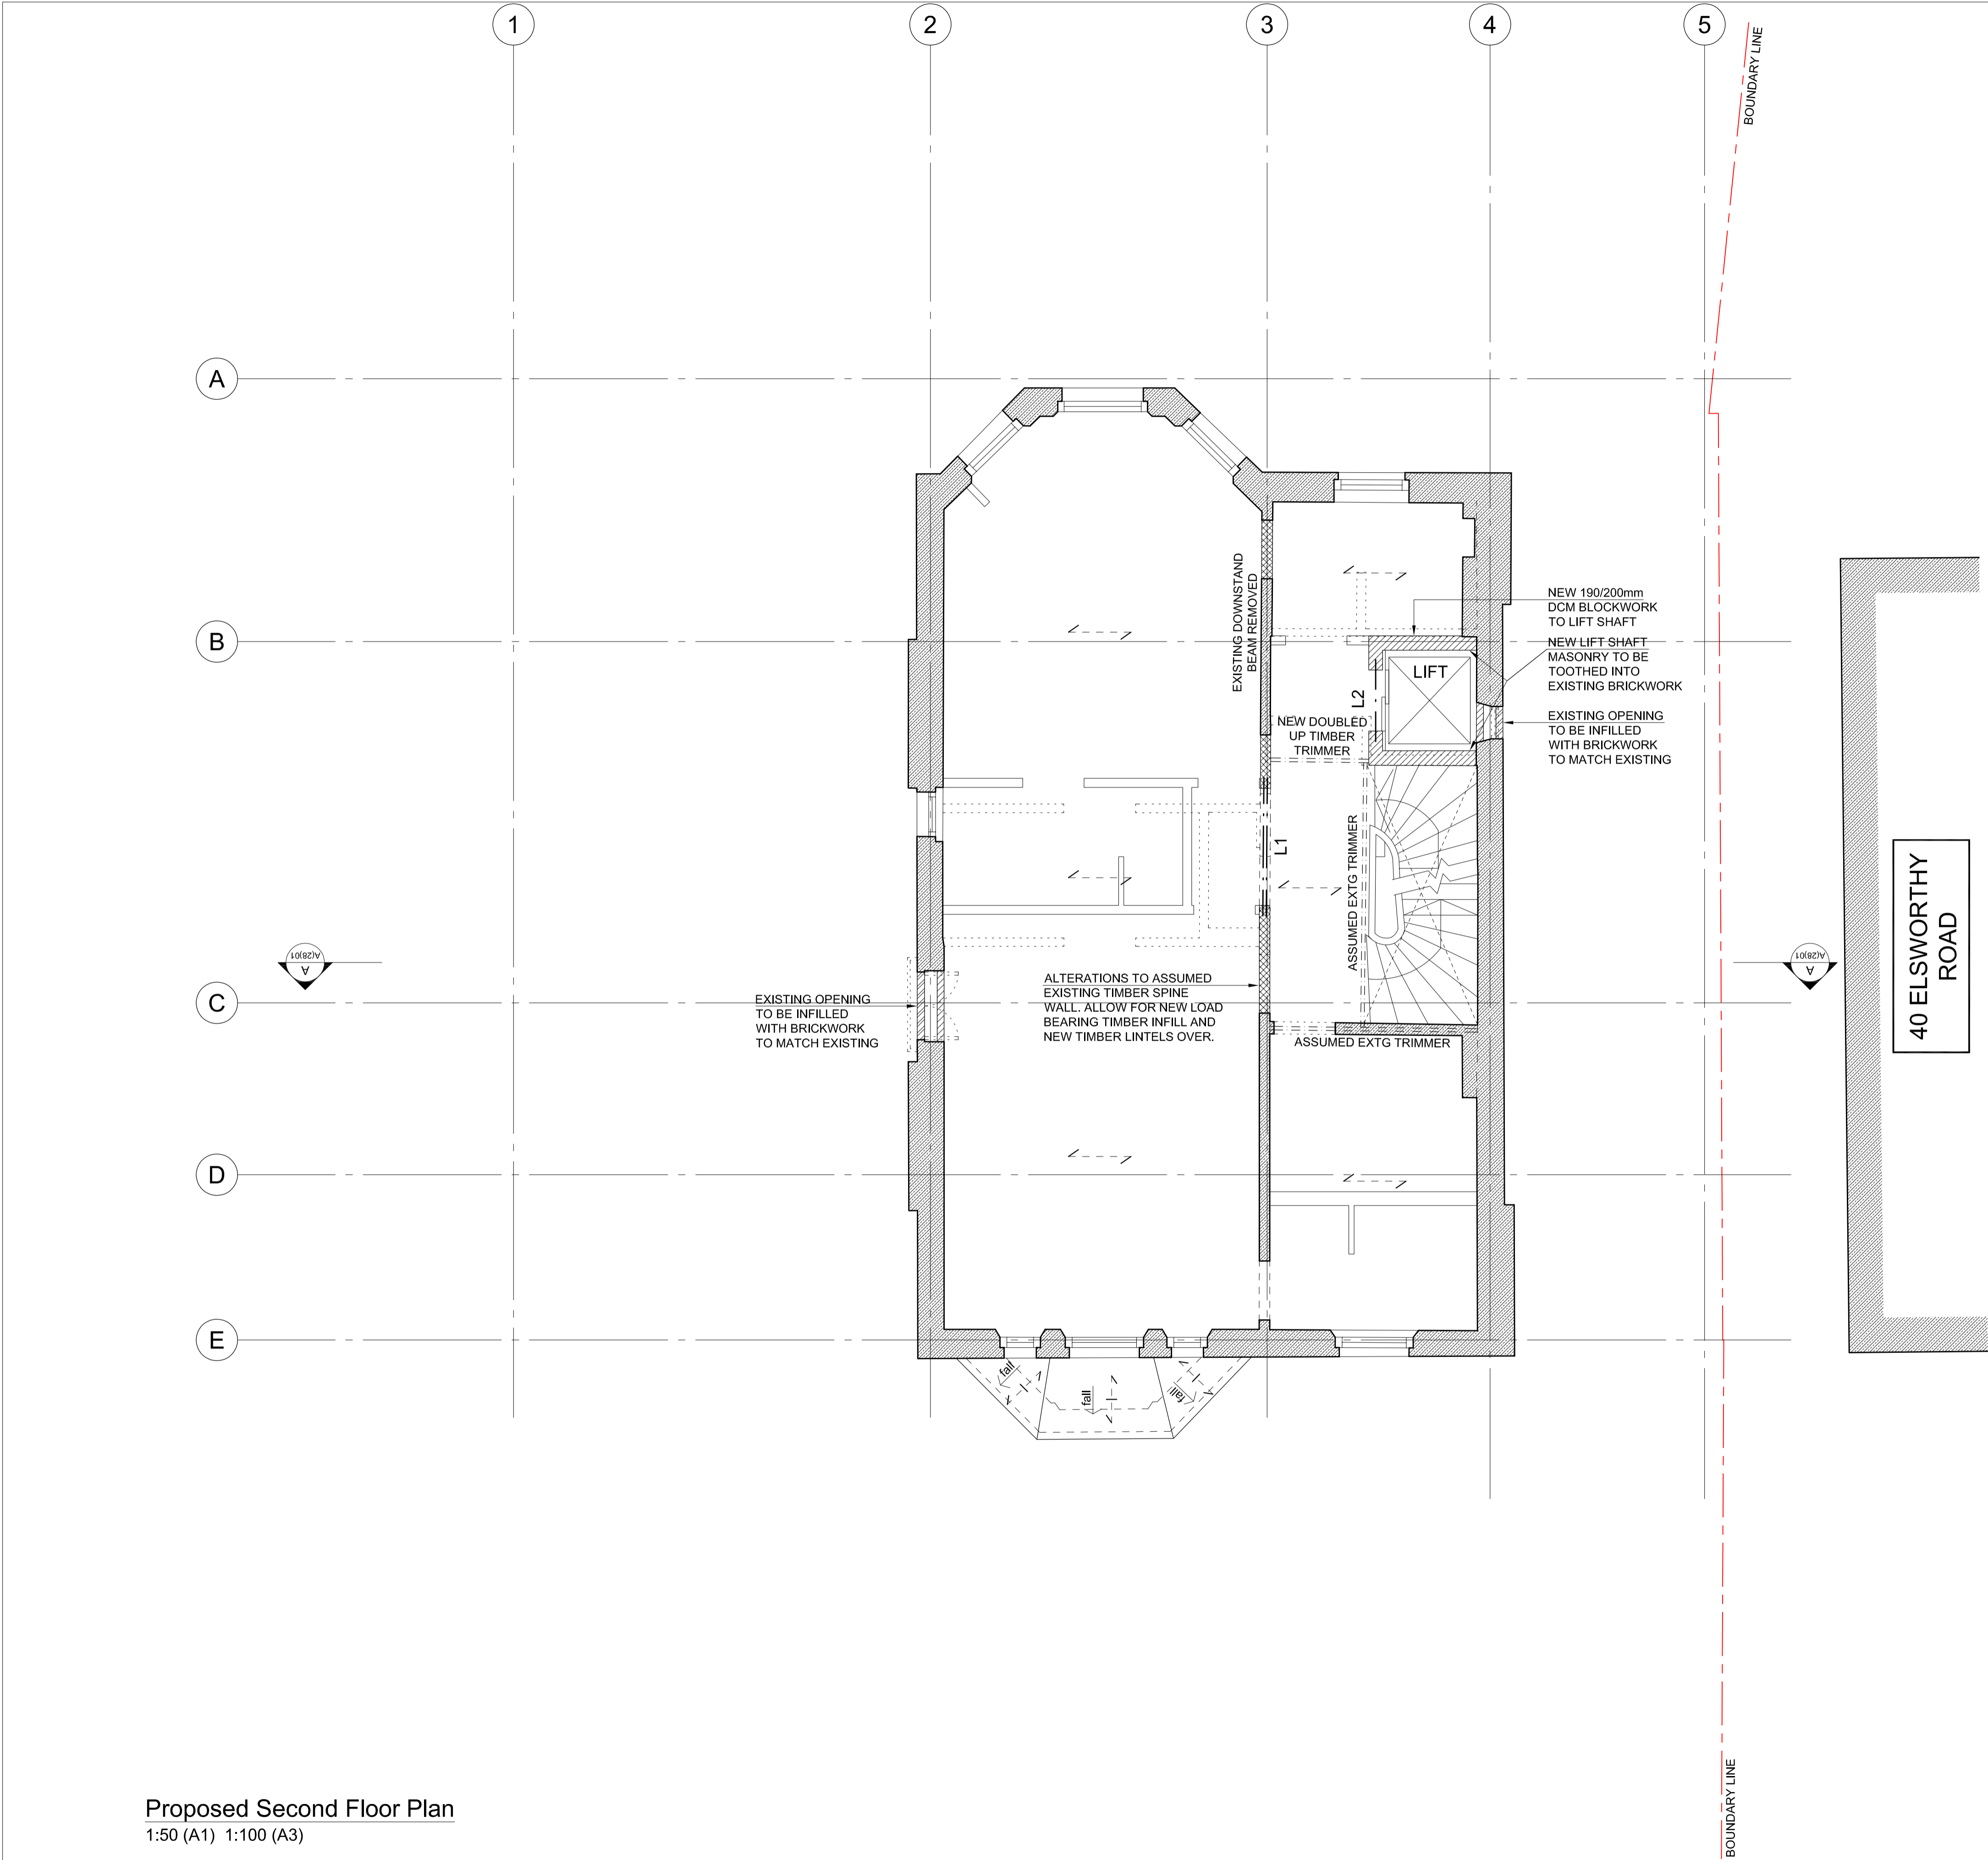 1
2
3
4
5
BOUNDARY LINE
A
B
C
D
E
EXISTING DOWNSTAND
BEAM REMOVED
NEW 190/200mm
DCM BLOCKWORK
TO LIFT SHAFT
NEW LIFT SHAFT
MASONRY TO BE
TOOTHED INTO
EXISTING BRICKWORK
EXISTING OPENING
TO BE INFILLED
WITH BRICKWORK
TO MATCH EXISTING
LIFT
L2
NEW DOUBLED
UP TIMBER
TRIMMER
L1
ASSUMED EXTG TRIMMER
40 ELSWORTHY
ROAD
A(28)01
A
A(28)01
A
EXISTING OPENING
TO BE INFILLED
WITH BRICKWORK
TO MATCH EXISTING
ALTERATIONS TO ASSUMED
EXISTING TIMBER SPINE
WALL. ALLOW FOR NEW LOAD
BEARING TIMBER INFILL AND
NEW TIMBER LINTELS OVER.
ASSUMED EXTG TRIMMER
fall
fall
fall
BOUNDARY LINE
Proposed Second Floor Plan
1:50 (A1) 1:100 (A3)